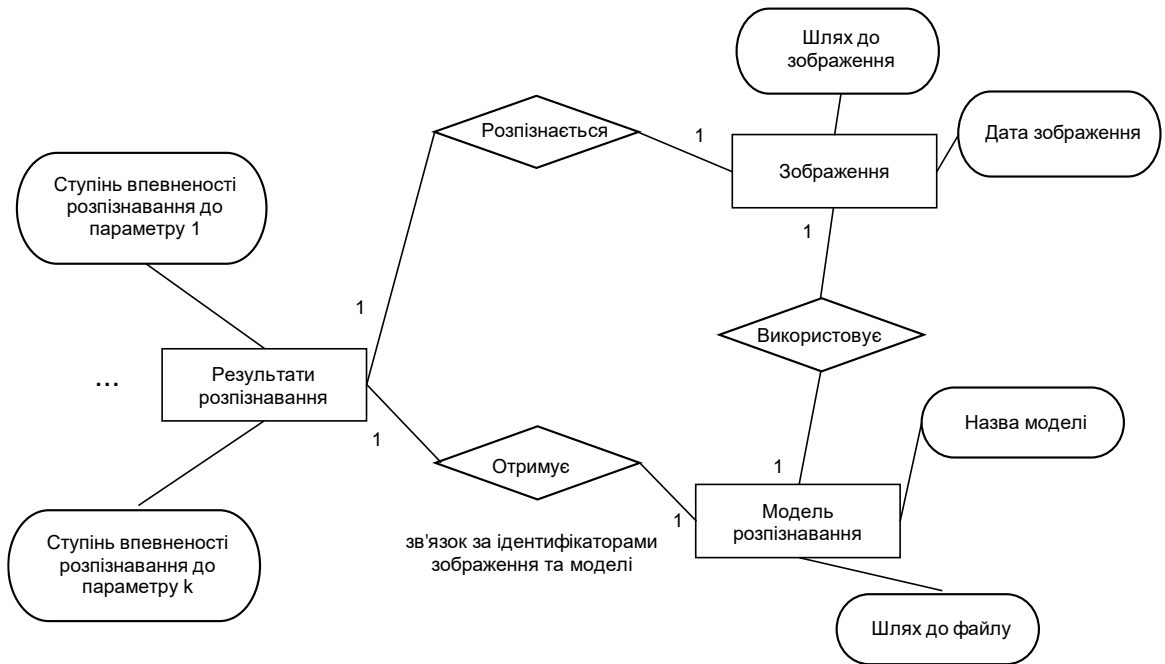 Шлях до
зображення
Розпізнається
1
Дата зображення
Зображення
Ступінь впевненості
розпізнавання до
параметру 1
1
1
Використовує
...
Результати
розпізнавання
1
Назва моделі
Отримує
1
1
Модель
розпізнавання
зв'язок за ідентифікаторами
зображення та моделі
Ступінь впевненості
розпізнавання до
параметру k
Шлях до файлу